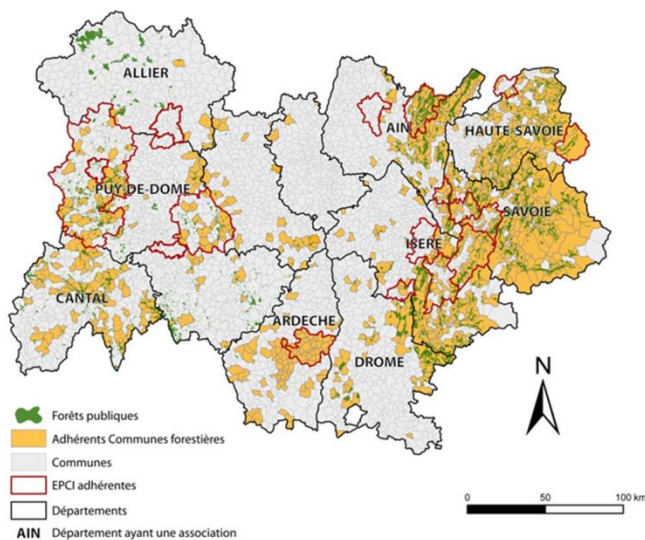 ALLIER
AIN
HAUTE-SAVOIE
PUY-DE-DOME
SAVOIE
ISERE
CANTAL
ARDECHE
DROME
N
Forêts publiques
Adhérents Communes forestières
Communes
EPCI adhérentes
Départements
AIN Département ayant une association
0 50 100 km